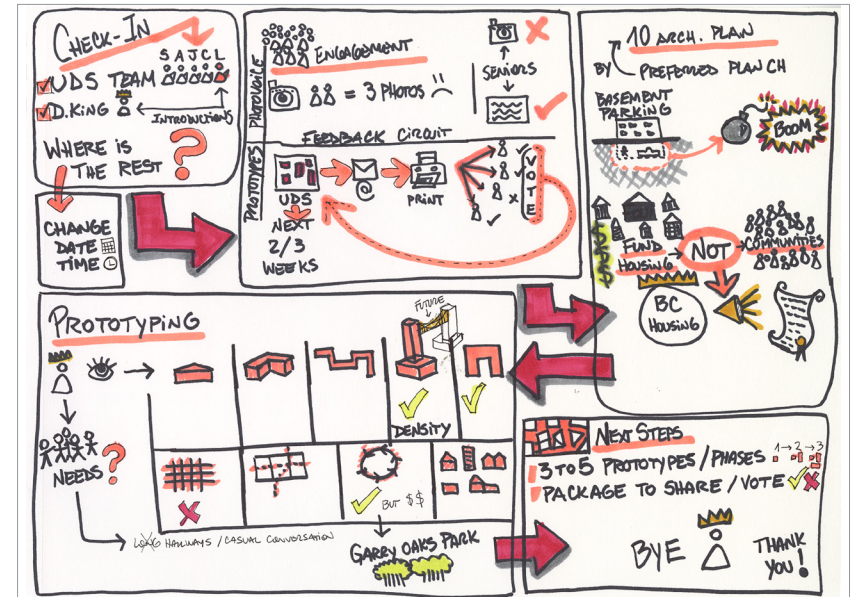 CHECK-IN
S A J C L
UDS TEAM
D.KING
INTRODUCTIONS
WHERE IS
THE REST ?
CHANGE
DATE
TIME
PHOTOVOICE
ENGAGEMENT
= 3 PHOTOS
SENIORS
FEEDBACK CIRCUIT
PROTOTYPES
UDS
@
PRINT
VOTE
NEXT
2/3
WEEKS
10 ARCH. PLAN
BY PREFERRED PLAN CH
BASEMENT
PARKING
BOOM
FUND
HOUSING
NOT
COMMUNITIES
BC
HOUSING
PROTOTYPING
FUTURE
DENSITY
NEEDS ?
BUT $$
LONG HALLWAYS / CASUAL CONVERSATION
GARRY OAKS PARK
NEXT STEPS
3 TO 5 PROTOTYPES / PHASES
1→2→3
PACKAGE TO SHARE / VOTE
BYE
THANK
YOU!